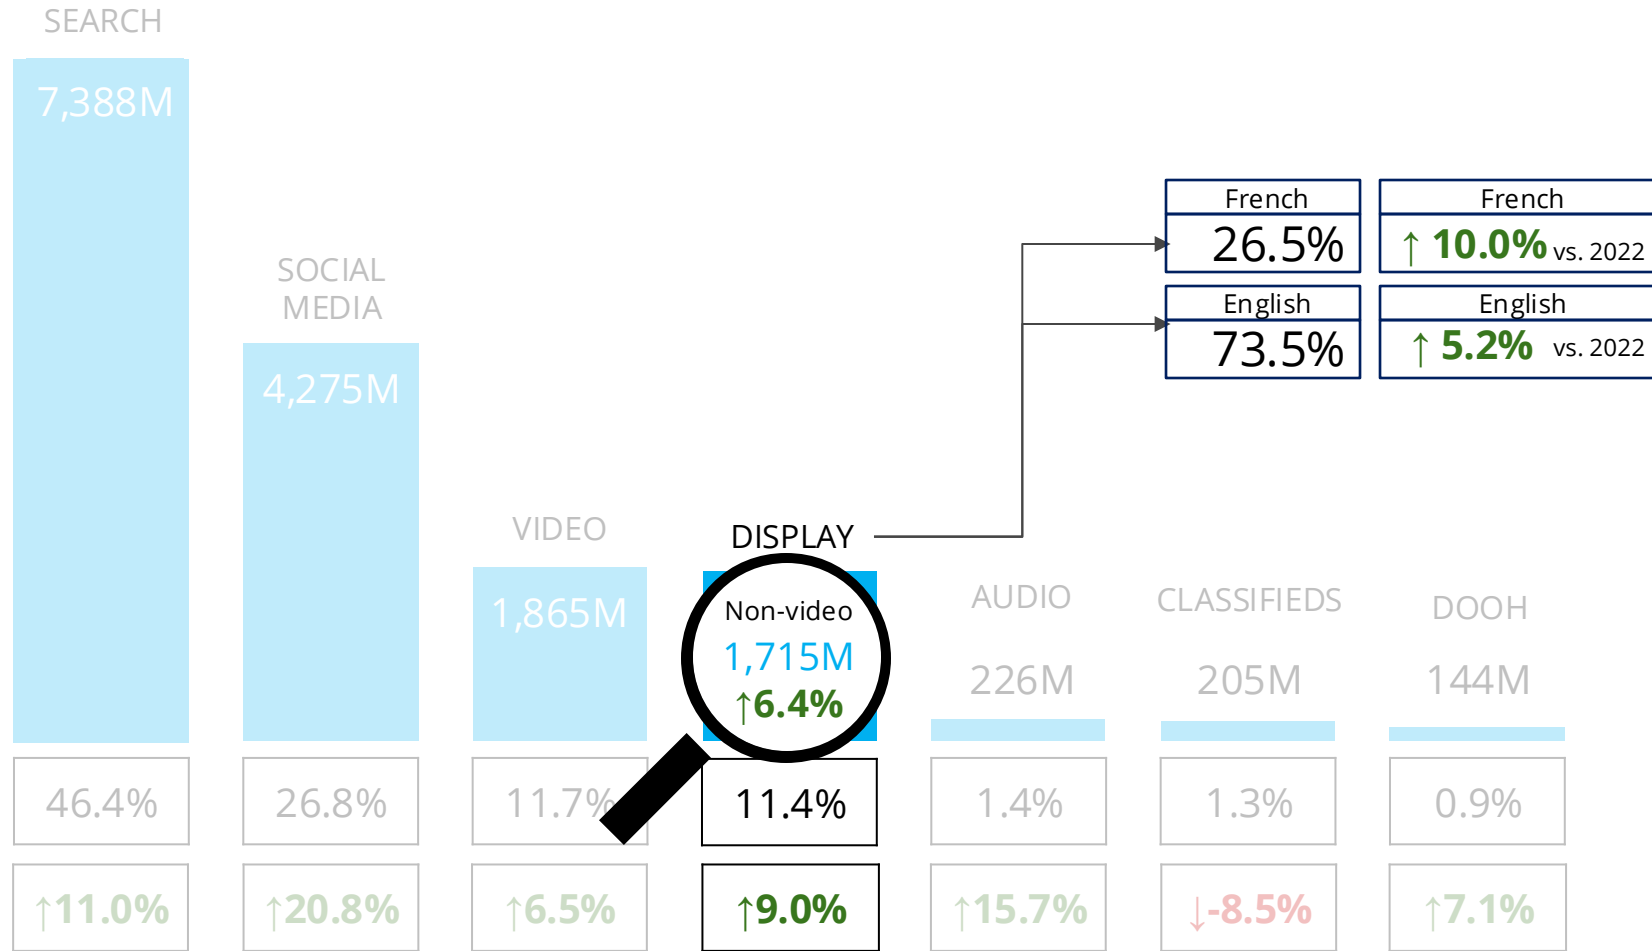 SEARCH
7,388M
46.4%
↑11.0%
SOCIAL
MEDIA
4,275M
26.8%
↑20.8%
VIDEO
1,865M
11.7%
↑6.5%
DISPLAY
Non-video
1,715M
↑6.4%
11.4%
↑9.0%
French
26.5%
French
↑ 10.0% vs. 2022
English
73.5%
English
↑ 5.2% vs. 2022
AUDIO
226M
1.4%
↑15.7%
CLASSIFIEDS
205M
1.3%
↓-8.5%
DOOH
144M
0.9%
↑7.1%